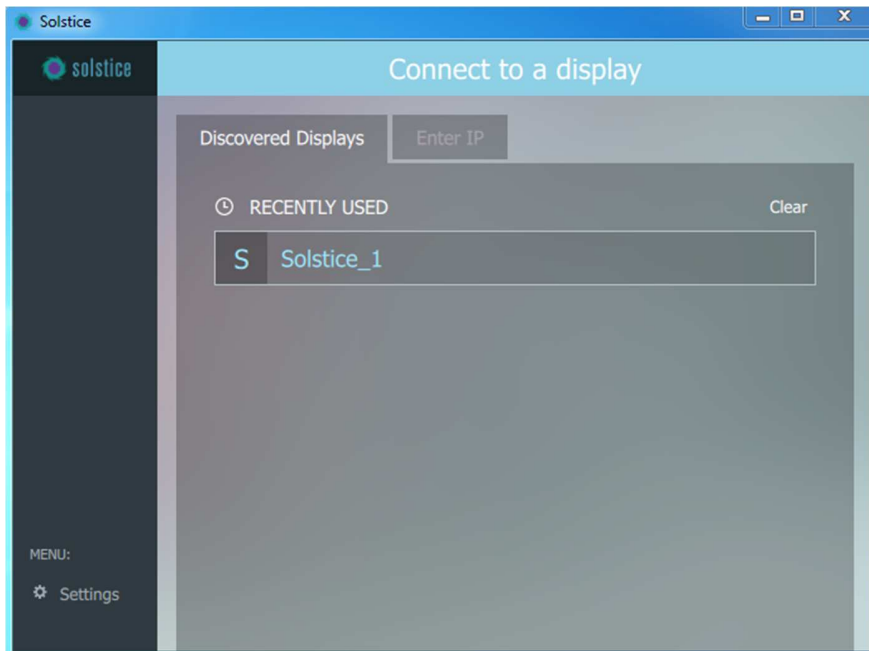 Solstice
solstice
Connect to a display
Discovered Displays
Enter IP
RECENTLY USED
Clear
S
Solstice_1
MENU:
Settings